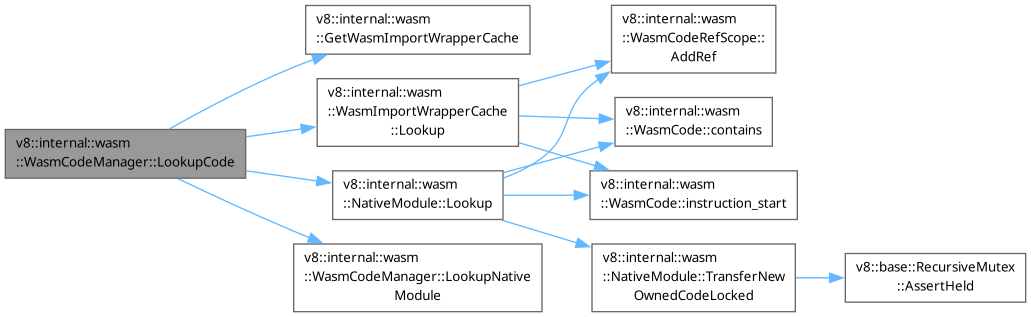 v8::internal::wasm
::WasmCodeManager::LookupCode
v8::internal::wasm
::GetWasmImportWrapperCache
v8::internal::wasm
::WasmImportWrapperCache
::Lookup
v8::internal::wasm
::NativeModule::Lookup
v8::internal::wasm
::WasmCodeManager::LookupNative
Module
v8::internal::wasm
::WasmCodeRefScope::
AddRef
v8::internal::wasm
::WasmCode::contains
v8::internal::wasm
::WasmCode::instruction_start
v8::internal::wasm
::NativeModule::TransferNew
OwnedCodeLocked
v8::base::RecursiveMutex
::AssertHeld